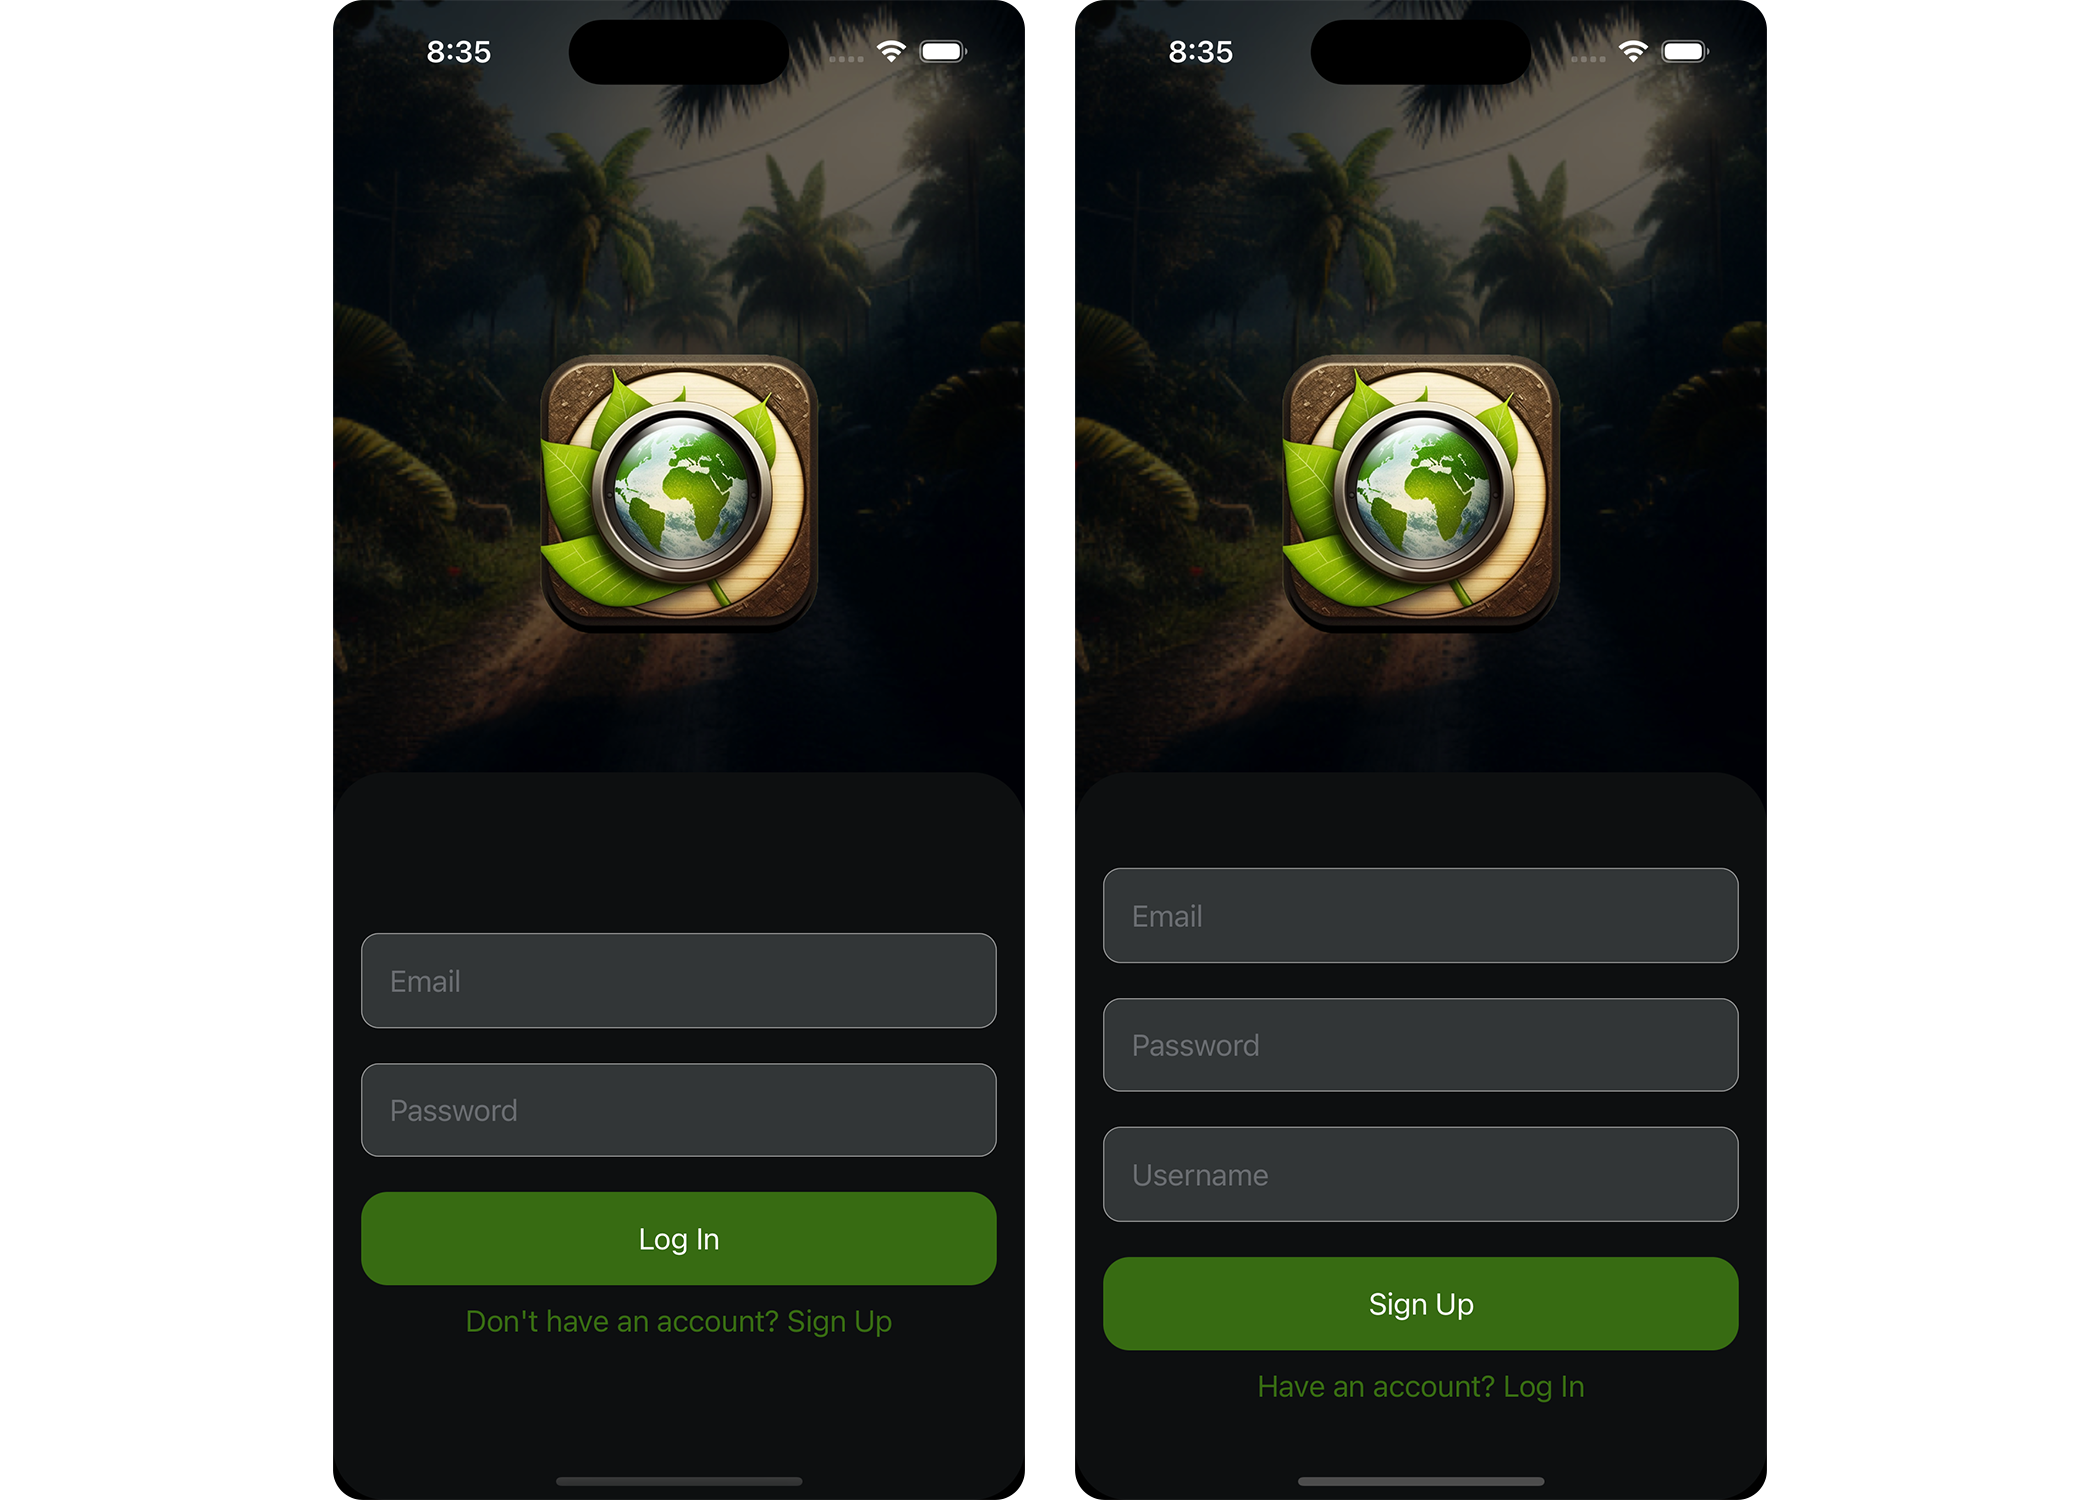 8:35
Email
Password
Log In
Don't have an account? Sign Up
8:35
Email
Password
Username
Sign Up
Have an account? Log In